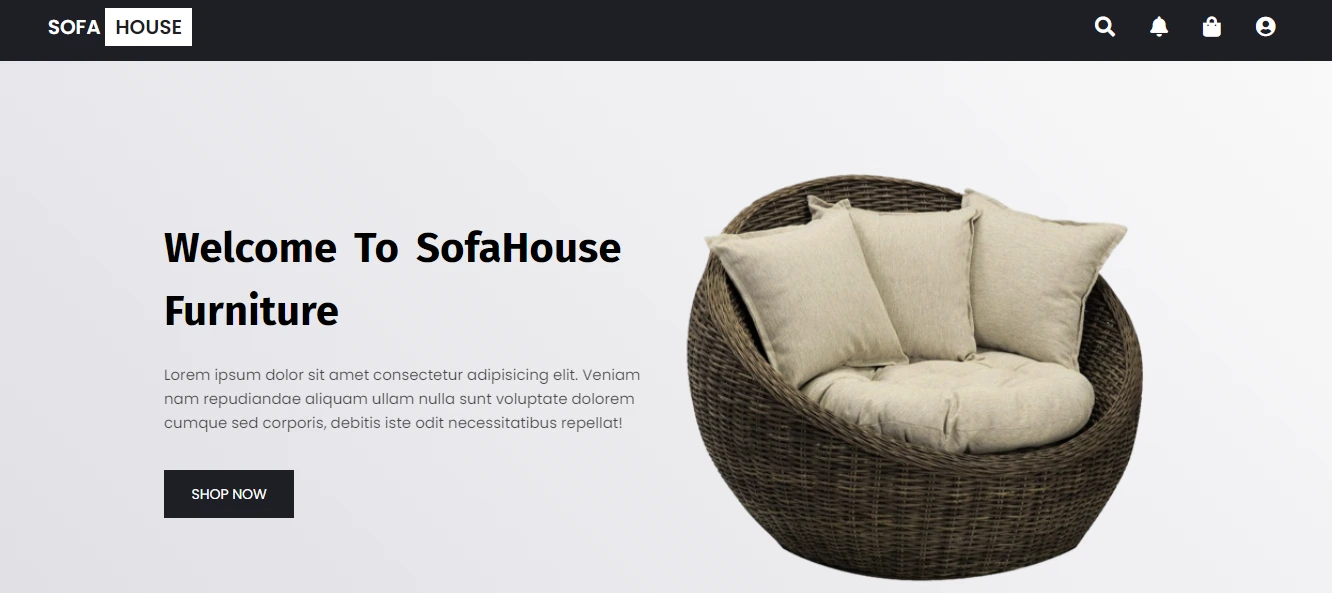 SOFA HOUSE
Welcome To SofaHouse
Furniture
Lorem ipsum dolor sit amet consectetur adipisicing elit. Veniam
nam repudiandae aliquam ullam nulla sunt voluptate dolorem
cumque sed corporis, debitis iste odit necessitatibus repellat!
SHOP NOW